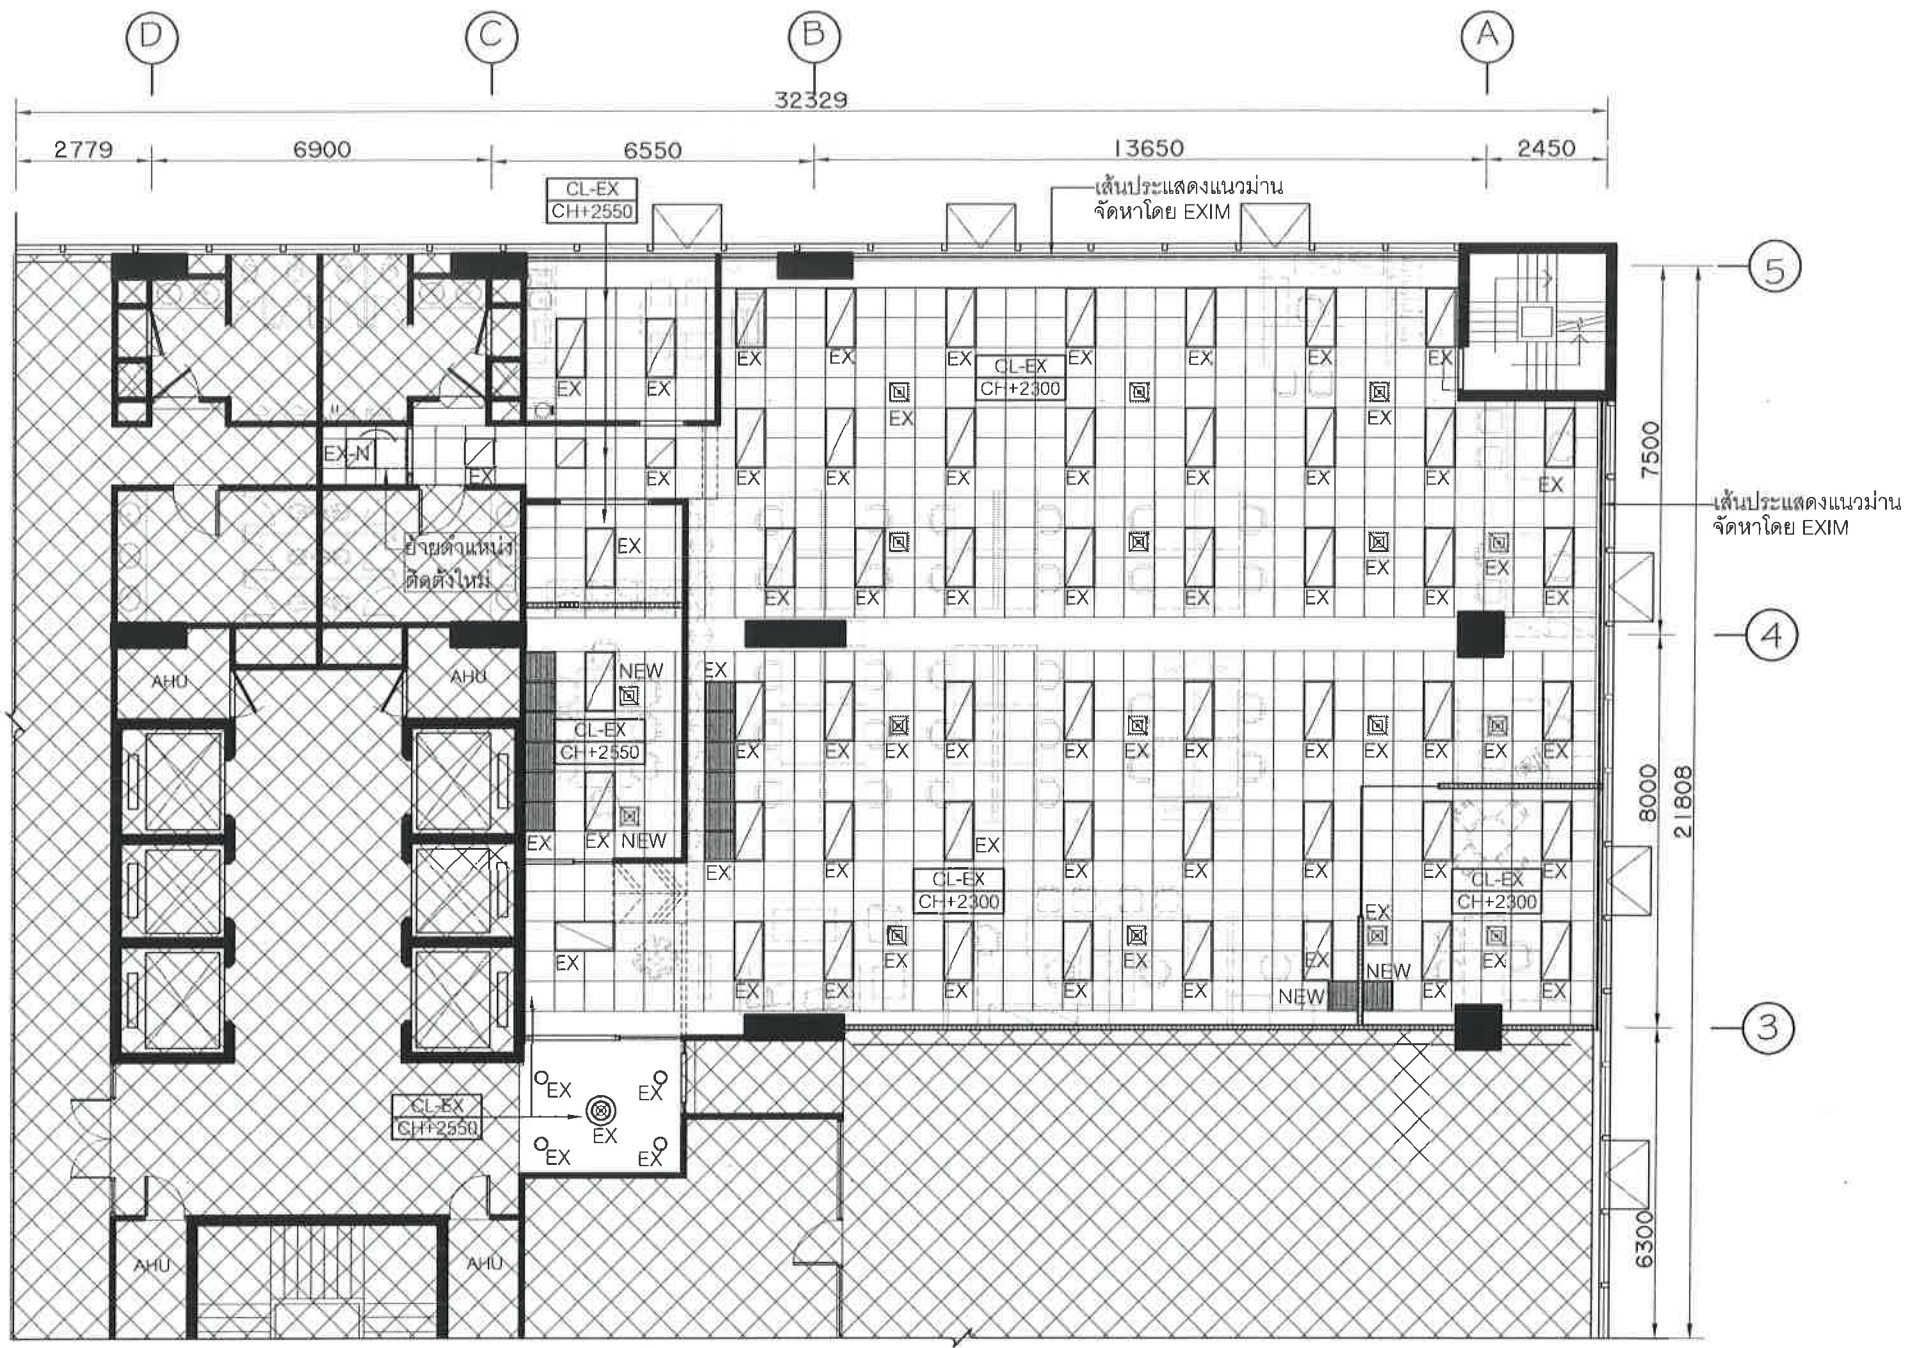 D C B A
32329
2779 6900 6550 13650 2450
CL-EX
CH+2550
เส้นประแสดงแนวม่าน
จัดหาโดย EXIM
5
EX EX EX EX EX EX EX
EX EX
CL-EX
CH+2300
EX EX
7500
EX-N EX EX
EX EX EX EX EX EX EX EX
เส้นประแสดงแนวม่าน
จัดหาโดย EXIM
ย้ายตำแหน่ง
ติดตั้งใหม่
EX
EX EX
EX EX EX EX EX EX EX EX
4
AHU AHU
NEW EX
CL-EX
CH+2550
EX EX EX EX EX EX EX EX EX EX EX
8000
21808
EX EX NEW
EX EX EX EX EX EX EX EX
CL-EX
CH+2300
CL-EX
CH+2300
EX
EX EX EX EX EX
NEW
NEW
EX EX EX EX EX EX EX
3
CL-EX
CH+2550
EX EX
EX
EX EX
6300
AHU AHU